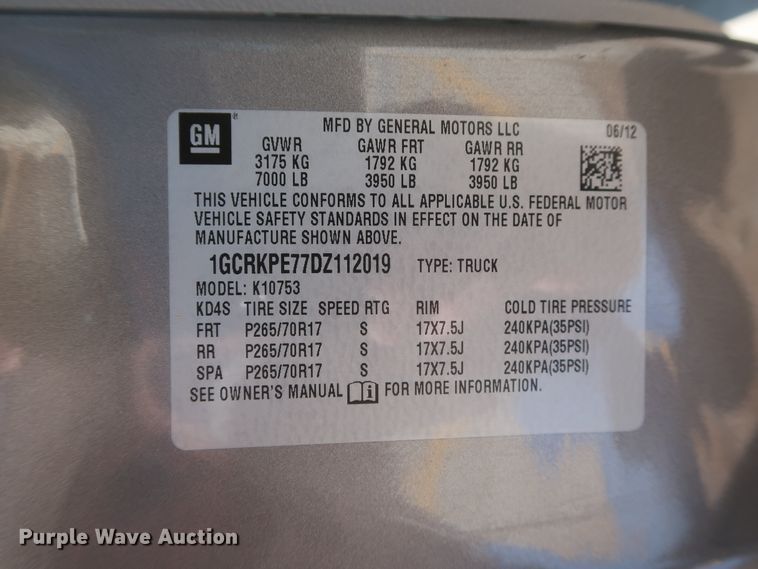 GM
MFD BY GENERAL MOTORS LLC 06/12
GVWR GAWR FRT GAWR RR
3175 KG 1792 KG 1792 KG
7000 LB 3950 LB 3950 LB
THIS VEHICLE CONFORMS TO ALL APPLICABLE U.S. FEDERAL MOTOR
VEHICLE SAFETY STANDARDS IN EFFECT ON THE DATE OF
MANUFACTURE SHOWN ABOVE.
1GCRKPE77DZ112019 TYPE: TRUCK
MODEL: K10753
KD4S TIRE SIZE SPEED RTG RIM COLD TIRE PRESSURE
FRT P265/70R17 S 17X7.5J 240KPA(35PSI)
RR P265/70R17 S 17X7.5J 240KPA(35PSI)
SPA P265/70R17 S 17X7.5J 240KPA(35PSI)
SEE OWNER'S MANUAL i FOR MORE INFORMATION.
Purple Wave Auction